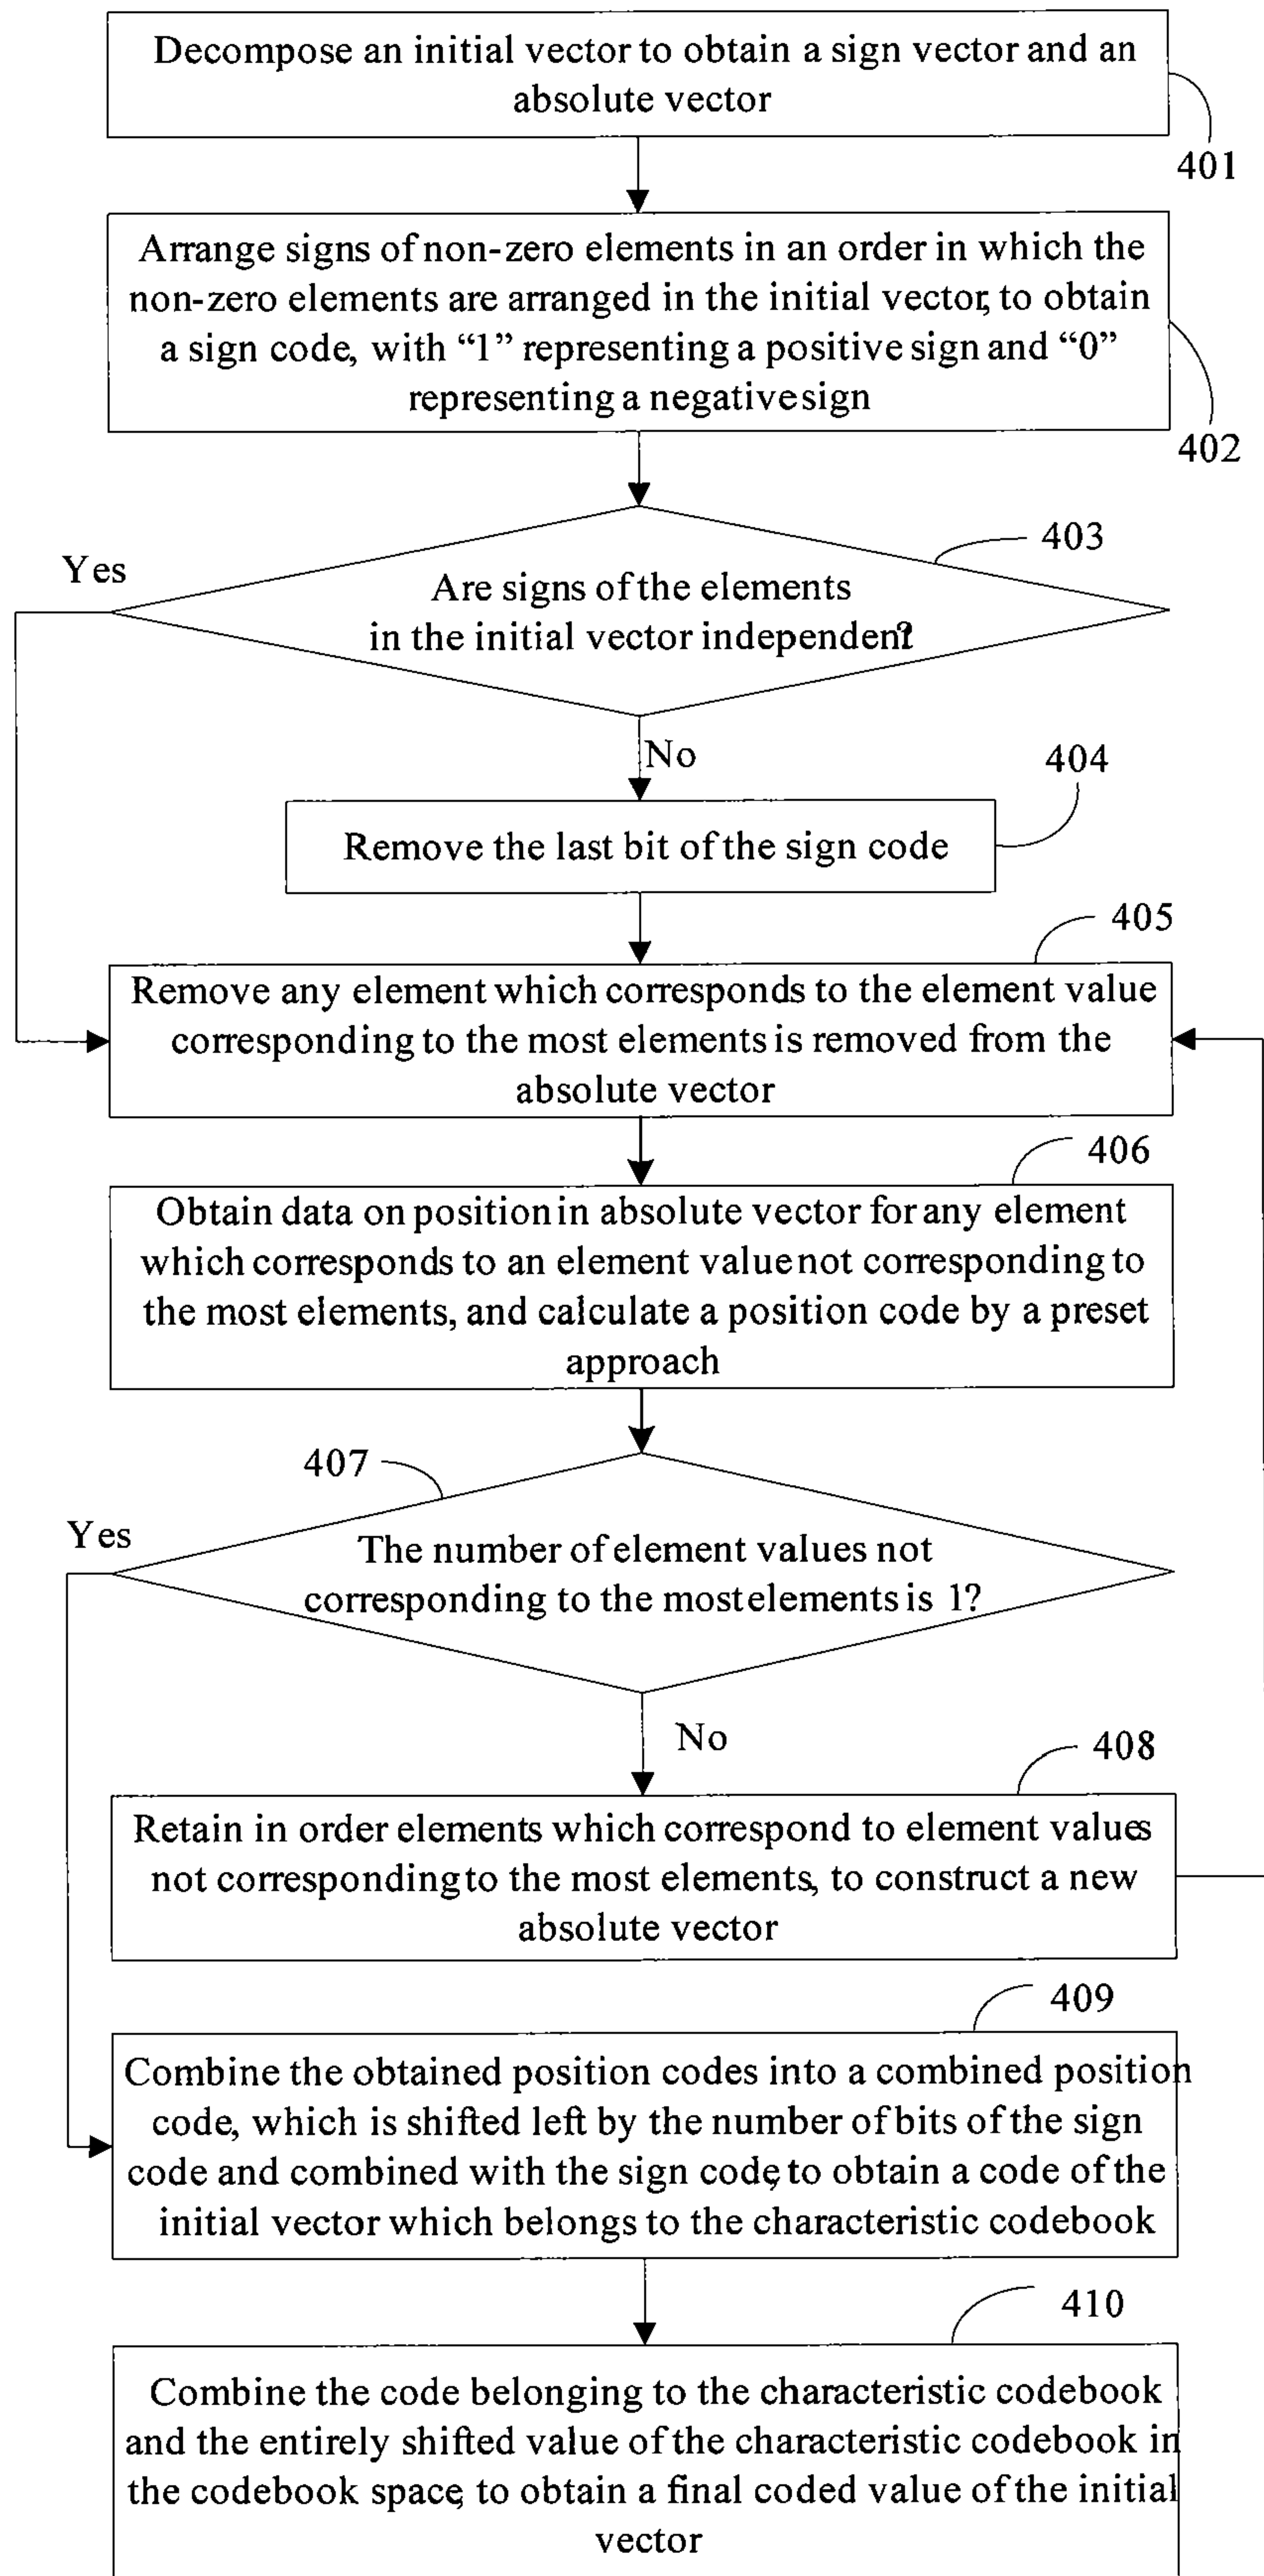 Decompose an initial vector to obtain a sign vector and an
absolute vector
401
Arrange signs of non-zero elements in an order in which the
non-zero elements are arranged in the initial vector, to obtain
a sign code, with “1” representing a positive sign and “0”
representing a negative sign
402
403
Yes
Are signs of the elements
in the initial vector independent?
No
404
Remove the last bit of the sign code
405
Remove any element which corresponds to the element value
corresponding to the most elements is removed from the
absolute vector
406
Obtain data on position in absolute vector for any element
which corresponds to an element value not corresponding to
the most elements, and calculate a position code by a preset
approach
407
Yes
The number of element values not
corresponding to the most elements is 1?
No
408
Retain in order elements which correspond to element values
not corresponding to the most elements, to construct a new
absolute vector
409
Combine the obtained position codes into a combined position
code, which is shifted left by the number of bits of the sign
code and combined with the sign code, to obtain a code of the
initial vector which belongs to the characteristic codebook
410
Combine the code belonging to the characteristic codebook
and the entirely shifted value of the characteristic codebook in
the codebook space, to obtain a final coded value of the initial
vector